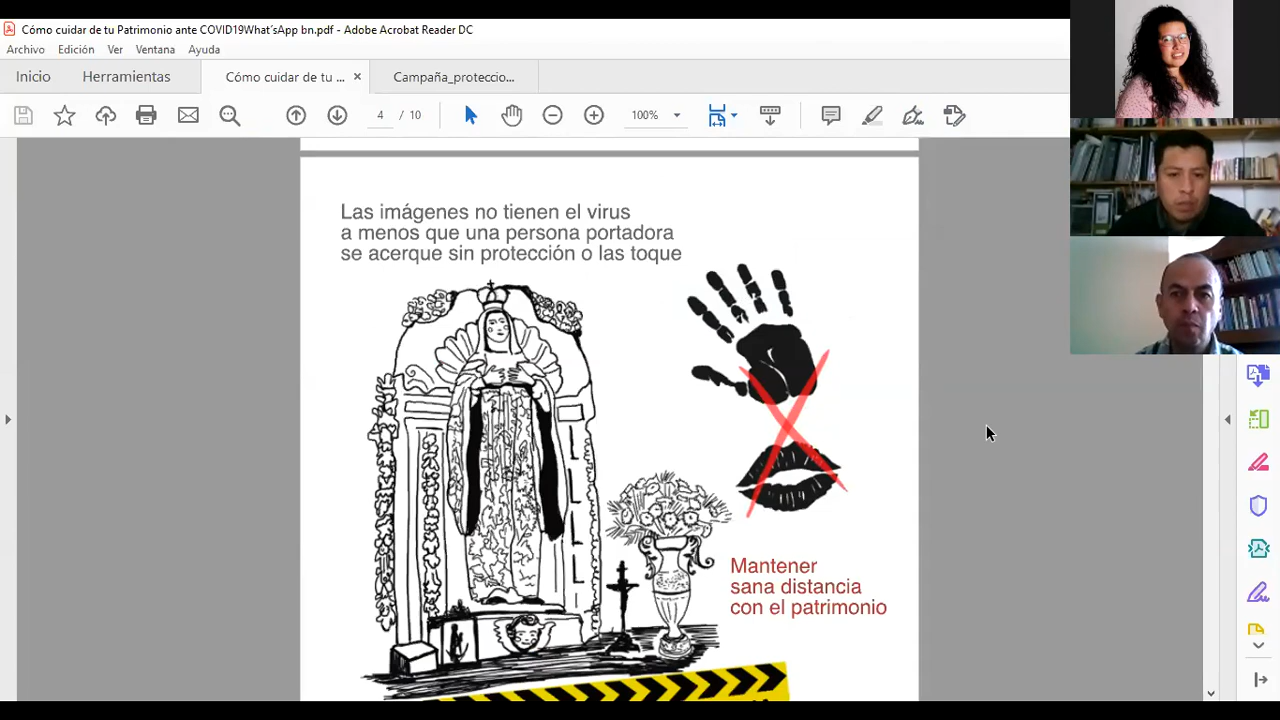 Cómo cuidar de tu Patrimonio ante COVID19What´sApp bn.pdf - Adobe Acrobat Reader DC
Archivo Edición Ver Ventana Ayuda
Inicio Herramientas Cómo cuidar de tu ... × Campaña_proteccio...
4 / 10 100%
Las imágenes no tienen el virus
a menos que una persona portadora
se acerque sin protección o las toque
Mantener
sana distancia
con el patrimonio